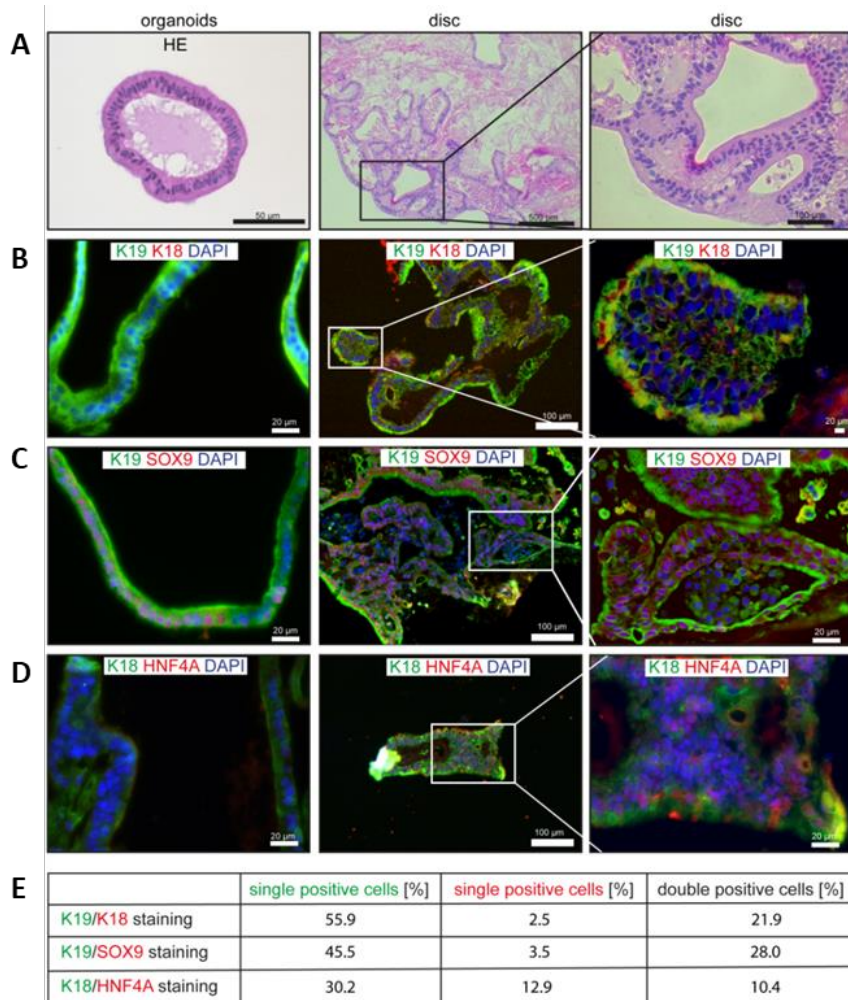 organoids disc disc
A HE
50 µm 500 µm 100 µm
B K19 K18 DAPI K19 K18 DAPI K19 K18 DAPI
20 µm 100 µm 20 µm
C K19 SOX9 DAPI K19 SOX9 DAPI K19 SOX9 DAPI
20 µm 100 µm 20 µm
D K18 HNF4A DAPI K18 HNF4A DAPI K18 HNF4A DAPI
20 µm 100 µm 20 µm
E single positive cells [%] single positive cells [%] double positive cells [%]
K19/K18 staining 55.9 2.5 21.9
K19/SOX9 staining 45.5 3.5 28.0
K18/HNF4A staining 30.2 12.9 10.4